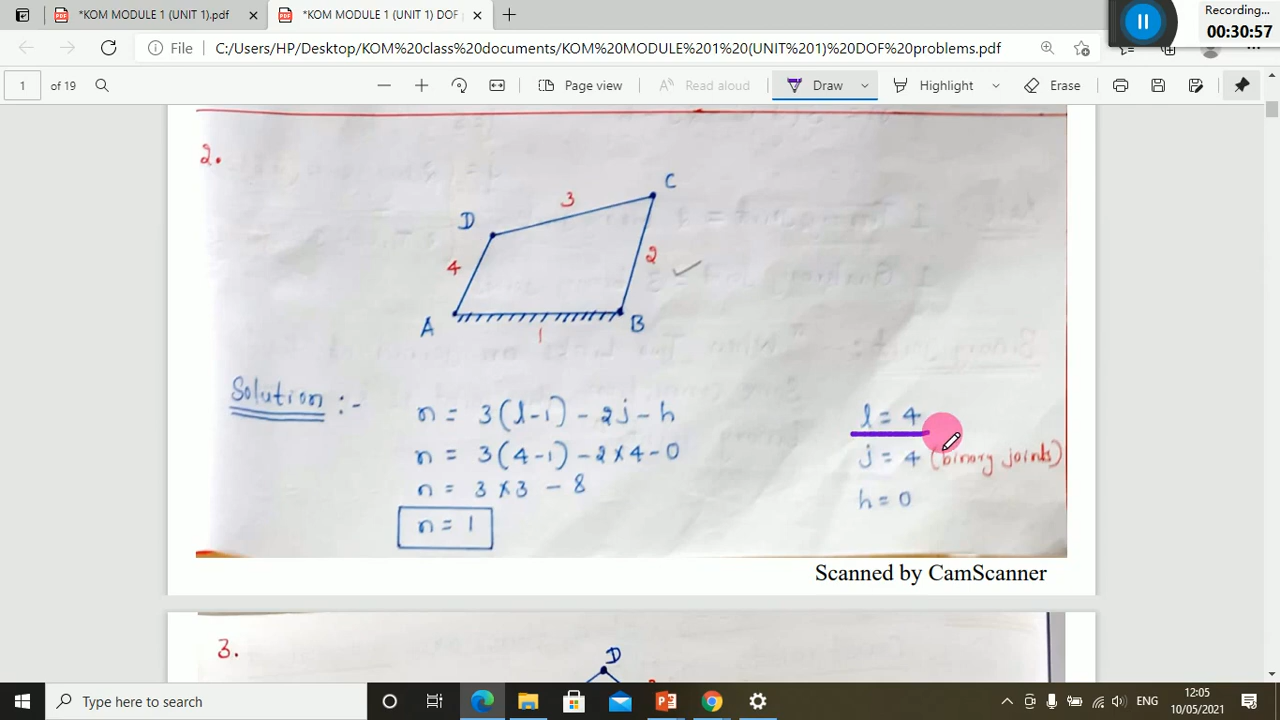 *KOM MODULE 1 (UNIT 1).pdf
*KOM MODULE 1 (UNIT 1) DOF
Recording...
00:30:57
File
C:/Users/HP/Desktop/KOM%20class%20documents/KOM%20MODULE%201%20(UNIT%201)%20DOF%20problems.pdf
1 of 19
Page view
Read aloud
Draw
Highlight
Erase
2.
C
3
D
4
2
A
B
1
Solution :-
n = 3(l-1) - 2j - h
l = 4
n = 3(4-1) - 2×4 - 0
j = 4 (binary joints)
n = 3×3 - 8
h = 0
n = 1
Scanned by CamScanner
3.
D
Type here to search
ENG
12:05
10/05/2021